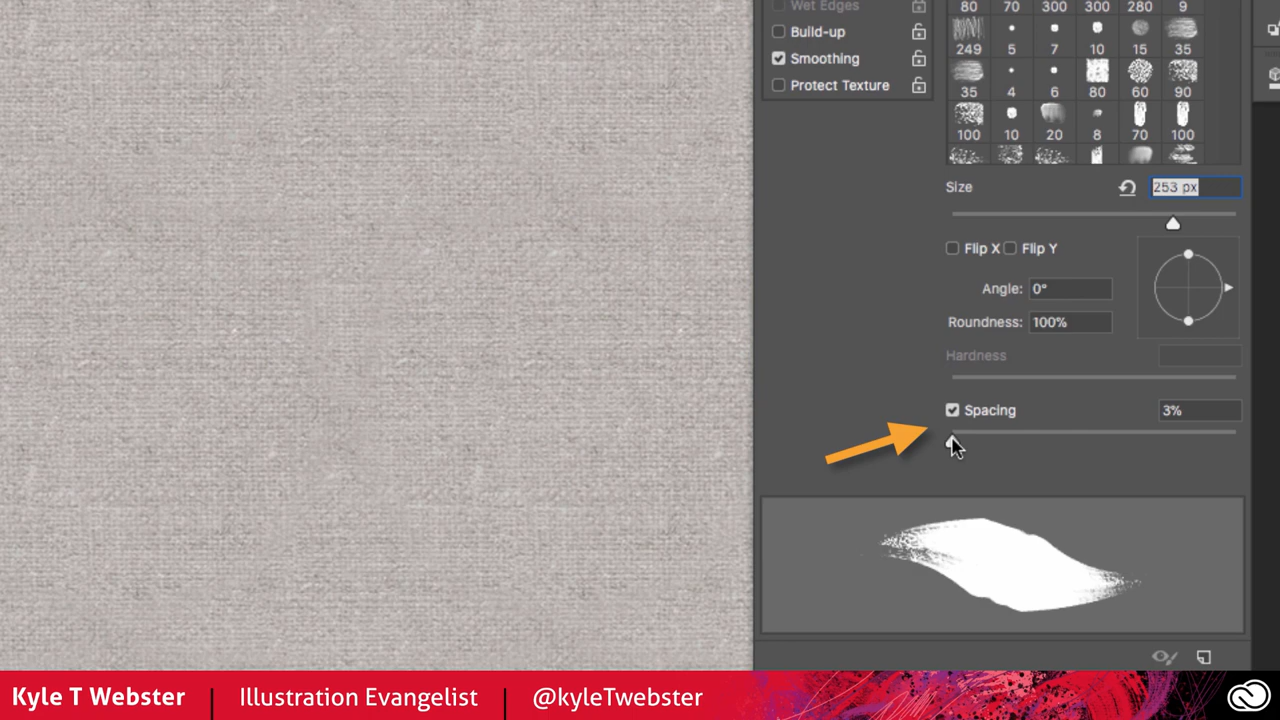 Wet Edges
80 70 300 300 280 9
Build-up
249 5 7 10 15 35
Smoothing
35 4 6 80 60 90
Protect Texture
100 10 20 8 70 100
Size 253 px
Flip X Flip Y
Angle: 0°
Roundness: 100%
Hardness
Spacing 3%
Kyle T Webster | Illustration Evangelist | @kyleTwebster